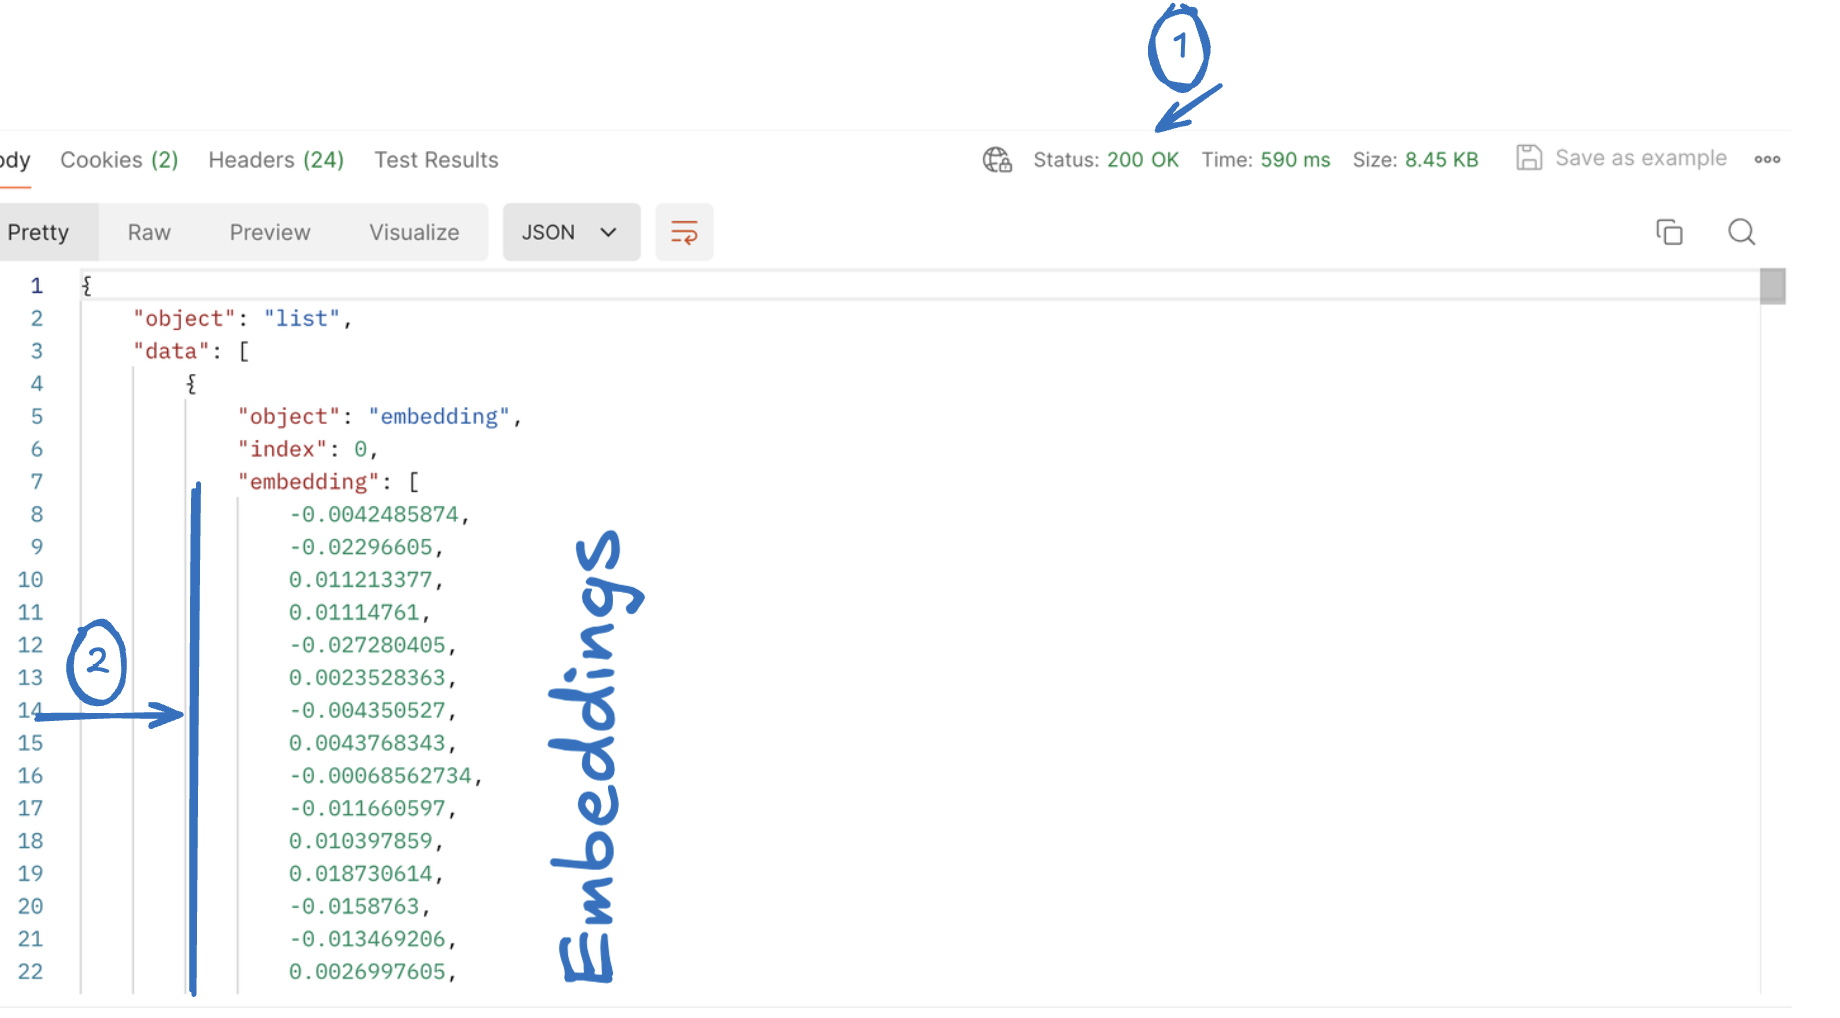 1
ody Cookies (2) Headers (24) Test Results Status: 200 OK Time: 590 ms Size: 8.45 KB Save as example
Pretty Raw Preview Visualize JSON
1 {
2 "object": "list",
3 "data": [
4 {
5 "object": "embedding",
6 "index": 0,
7 "embedding": [
8 -0.0042485874,
9 -0.02296605,
10 0.011213377,
11 0.01114761,
12 -0.027280405,
2
13 0.0023528363,
14 -0.004350527,
15 0.0043768343,
16 -0.00068562734,
17 -0.011660597,
18 0.010397859,
19 0.018730614,
20 -0.0158763,
21 -0.013469206,
22 0.0026997605,
Embeddings